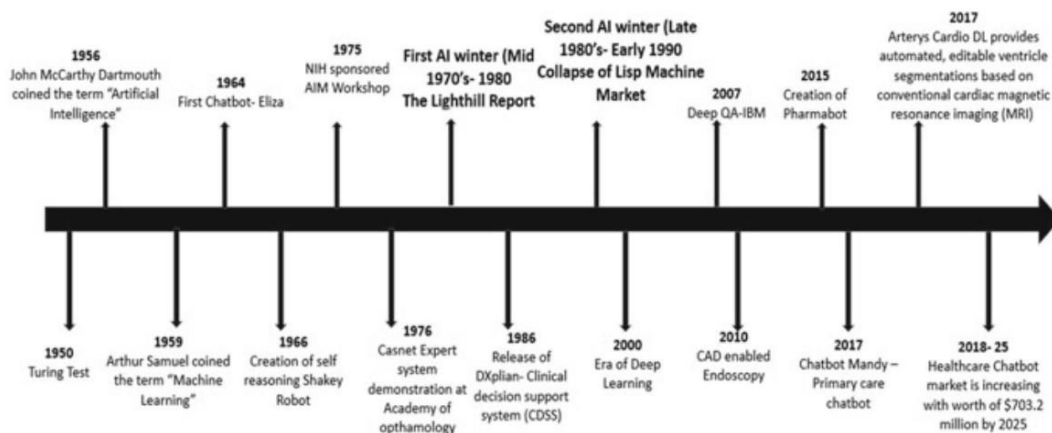 1956
John McCarthy Dartmouth
coined the term "Artificial
Intelligence"
1964
First Chatbot- Eliza
1975
NIH sponsored
AIM Workshop
First AI winter (Mid
1970's- 1980
The Lighthill Report
Second AI winter (Late
1980's- Early 1990
Collapse of Lisp Machine
Market
2007
Deep QA-IBM
2015
Creation of
Pharmabot
2017
Arterys Cardio DL provides
automated, editable ventricle
segmentations based on
conventional cardiac magnetic
resonance imaging (MRI)
1950
Turing Test
1959
Arthur Samuel coined
the term "Machine
Learning"
1966
Creation of self
reasoning Shakey
Robot
1976
Casnet Expert
system
demonstration at
Academy of
opthamology
1986
Release of
DXplian- Clinical
decision support
system (CDSS)
2000
Era of Deep
Learning
2010
CAD enabled
Endoscopy
2017
Chatbot Mandy –
Primary care
chatbot
2018- 25
Healthcare Chatbot
market is increasing
with worth of $703.2
million by 2025